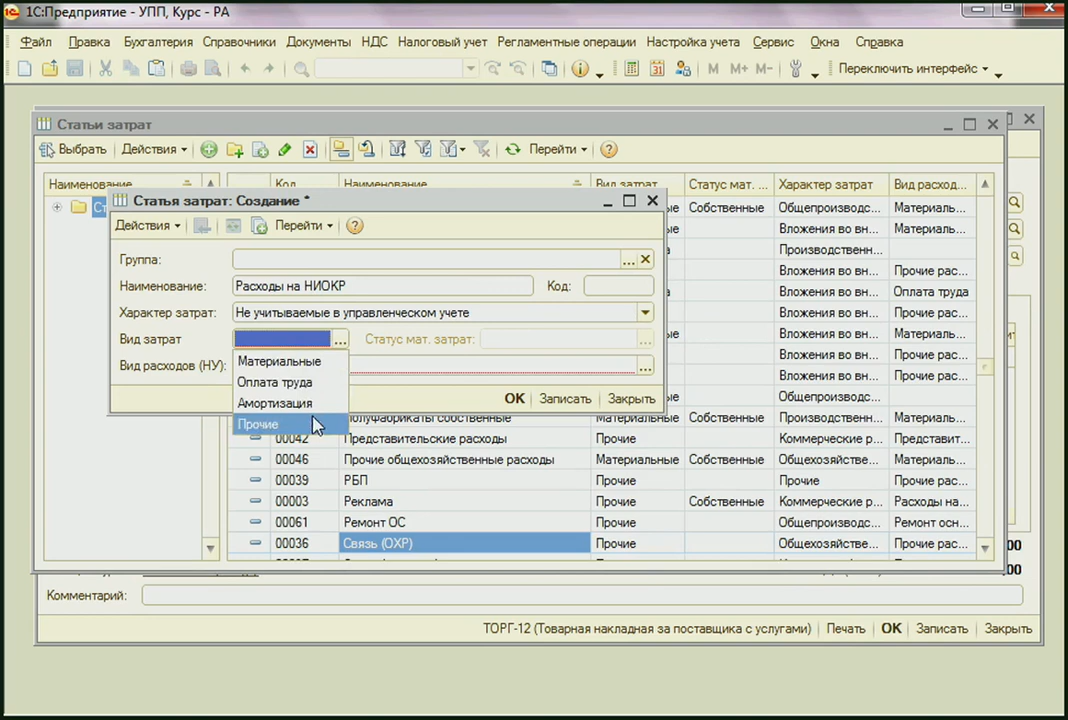 1С:Предприятие - УПП, Курс - РА
Файл Правка Бухгалтерия Справочники Документы НДС Налоговый учет Регламентные операции Настройка учета Сервис Окна Справка
M M+ M- Переключить интерфейс
Статьи затрат
Выбрать Действия Перейти
Наименование Код Наименование Вид затрат Статус мат. ... Характер затрат Вид расход...
Собственные Общепроизводс... Материаль...
Вложения во вн... Материаль...
Производственн...
Вложения во вн... Прочие рас...
Вложения во вн... Оплата труда
Вложения во вн... Материаль...
Вложения во вн... Прочие рас...
Вложения во вн... Прочие рас...
Статья затрат: Создание *
Действия Перейти
Группа:
Наименование: Расходы на НИОКР Код:
Характер затрат: Не учитываемые в управленческом учете
Вид затрат Статус мат. затрат:
Вид расходов (НУ):
Материальные
Оплата труда
Амортизация
Прочие
OK Записать Закрыть
Полуфабрикаты собственные Материальные Собственные Производственн... Материаль...
00042 Представительские расходы Прочие Коммерческие р... Представит...
00046 Прочие общехозяйственные расходы Материальные Собственные Общехозяйстве... Материаль...
00039 РБП Прочие Прочие Прочие рас...
00003 Реклама Прочие Собственные Коммерческие р... Расходы на...
00061 Ремонт ОС Прочие Общепроизводс... Ремонт осн...
00036 Связь (ОХР) Прочие Общехозяйстве... Прочие рас...
Комментарий:
ТОРГ-12 (Товарная накладная за поставщика с услугами) Печать OK Записать Закрыть